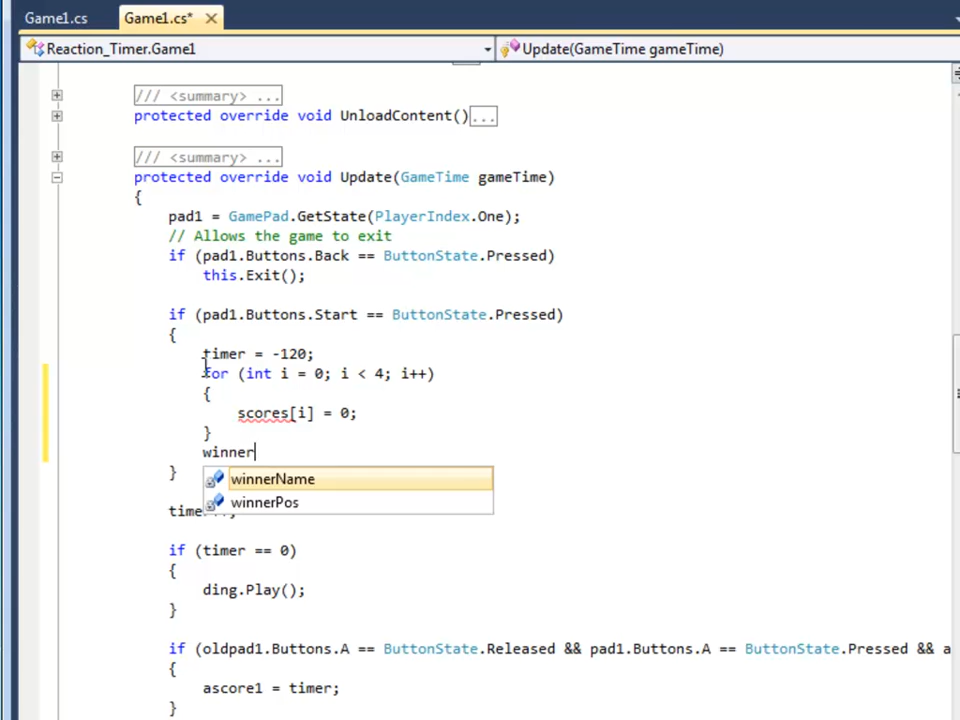 Game1.cs Game1.cs*
Reaction_Timer.Game1 Update(GameTime gameTime)
/// <summary> ...
protected override void UnloadContent()...
/// <summary> ...
protected override void Update(GameTime gameTime)
{
pad1 = GamePad.GetState(PlayerIndex.One);
// Allows the game to exit
if (pad1.Buttons.Back == ButtonState.Pressed)
this.Exit();
if (pad1.Buttons.Start == ButtonState.Pressed)
{
timer = -120;
for (int i = 0; i < 4; i++)
{
scores[i] = 0;
}
winner
}
winnerName
winnerPos
if (timer == 0)
{
ding.Play();
}
if (oldpad1.Buttons.A == ButtonState.Released && pad1.Buttons.A == ButtonState.Pressed && a
{
ascore1 = timer;
}